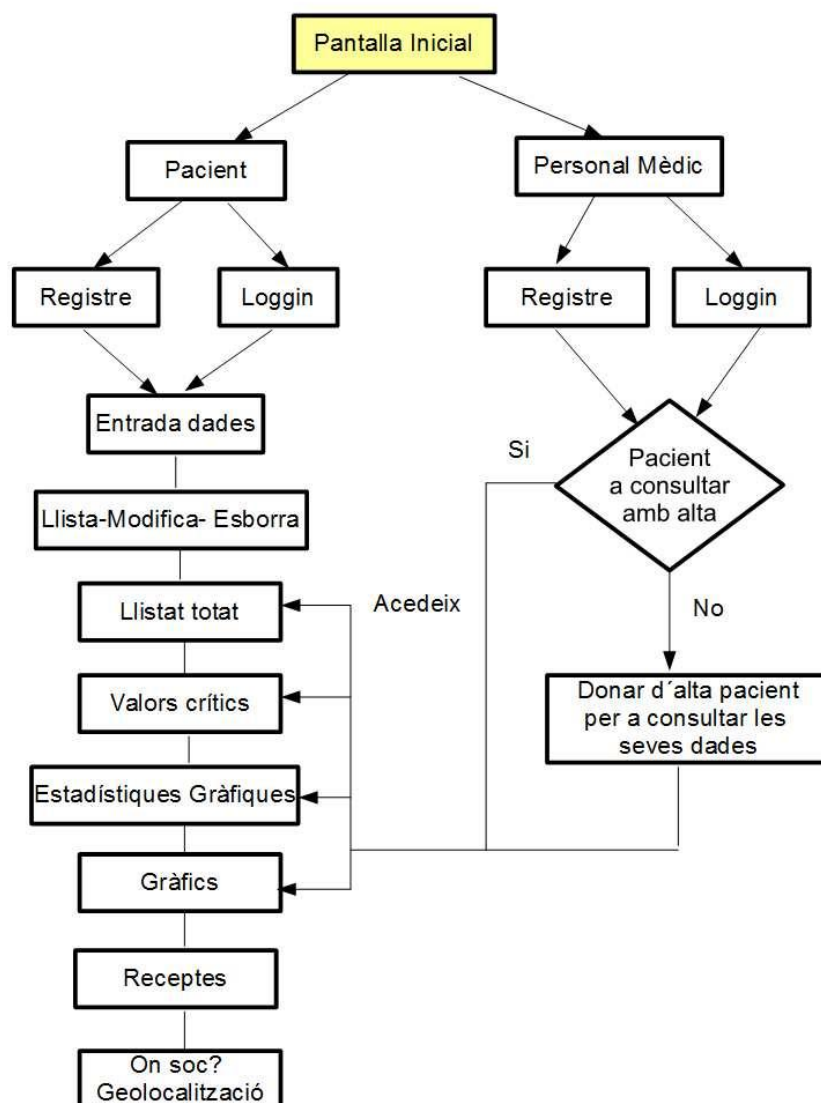 Pantalla Inicial
Pacient
Personal Mèdic
Registre
Loggin
Registre
Loggin
Entrada dades
Si
Pacient
a consultar
amb alta
Llista-Modifica- Esborra
Llistat totat
Acedeix
No
Valors crítics
Donar d´alta pacient
per a consultar les
seves dades
Estadístiques Gràfiques
Gràfics
Receptes
On soc?
Geolocalització